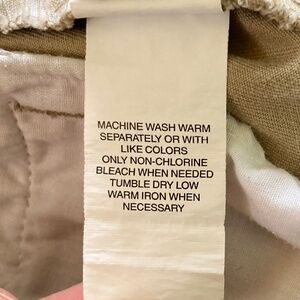 MACHINE WASH WARM
SEPARATELY OR WITH
LIKE COLORS
ONLY NON-CHLORINE
BLEACH WHEN NEEDED
TUMBLE DRY LOW
WARM IRON WHEN
NECESSARY